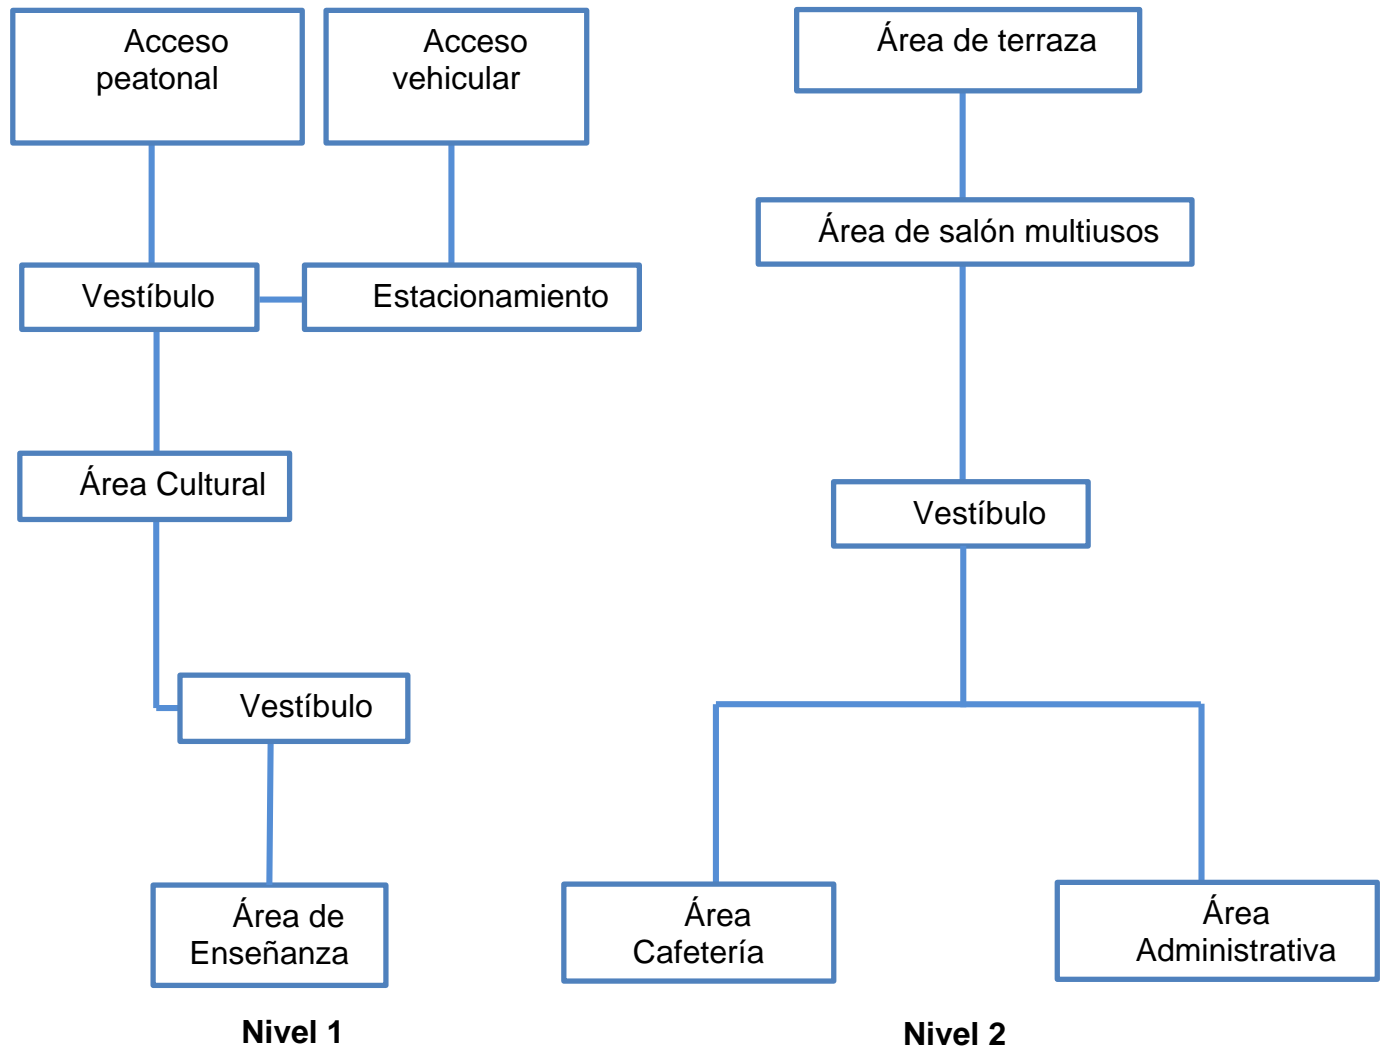 Acceso
peatonal
Acceso
vehicular
Vestíbulo
Estacionamiento
Área Cultural
Vestíbulo
Área de
Enseñanza
Nivel 1
Área de terraza
Área de salón multiusos
Vestíbulo
Área
Cafetería
Área
Administrativa
Nivel 2